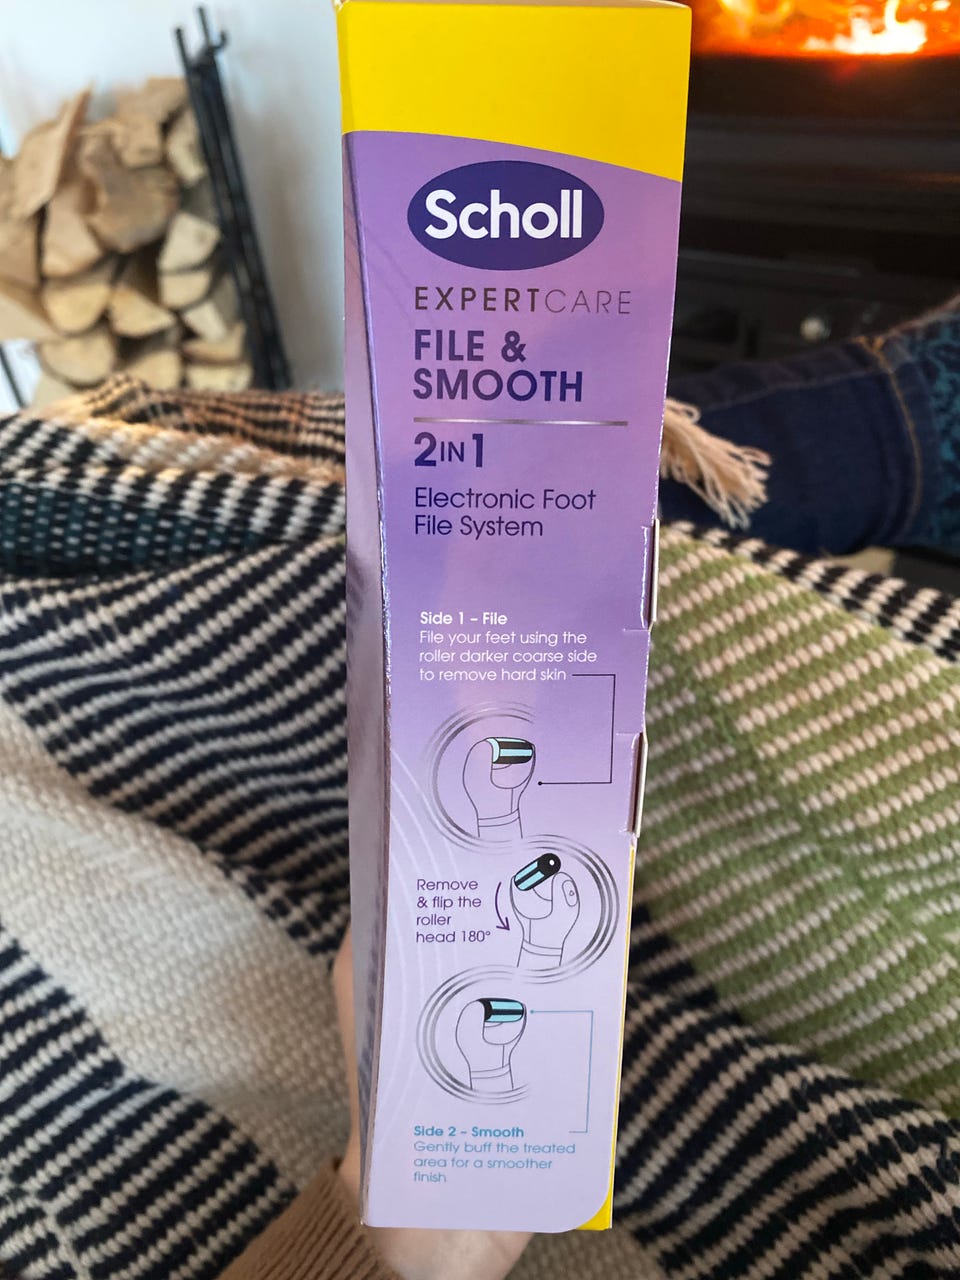 Scholl
EXPERTCARE
FILE &
SMOOTH
2IN1
Electronic Foot
File System
Side 1 - File
File your feet using the
roller darker coarse side
to remove hard skin
Remove
& flip the
roller
head 180°
Side 2 - Smooth
Gently buff the treated
area for a smoother
finish